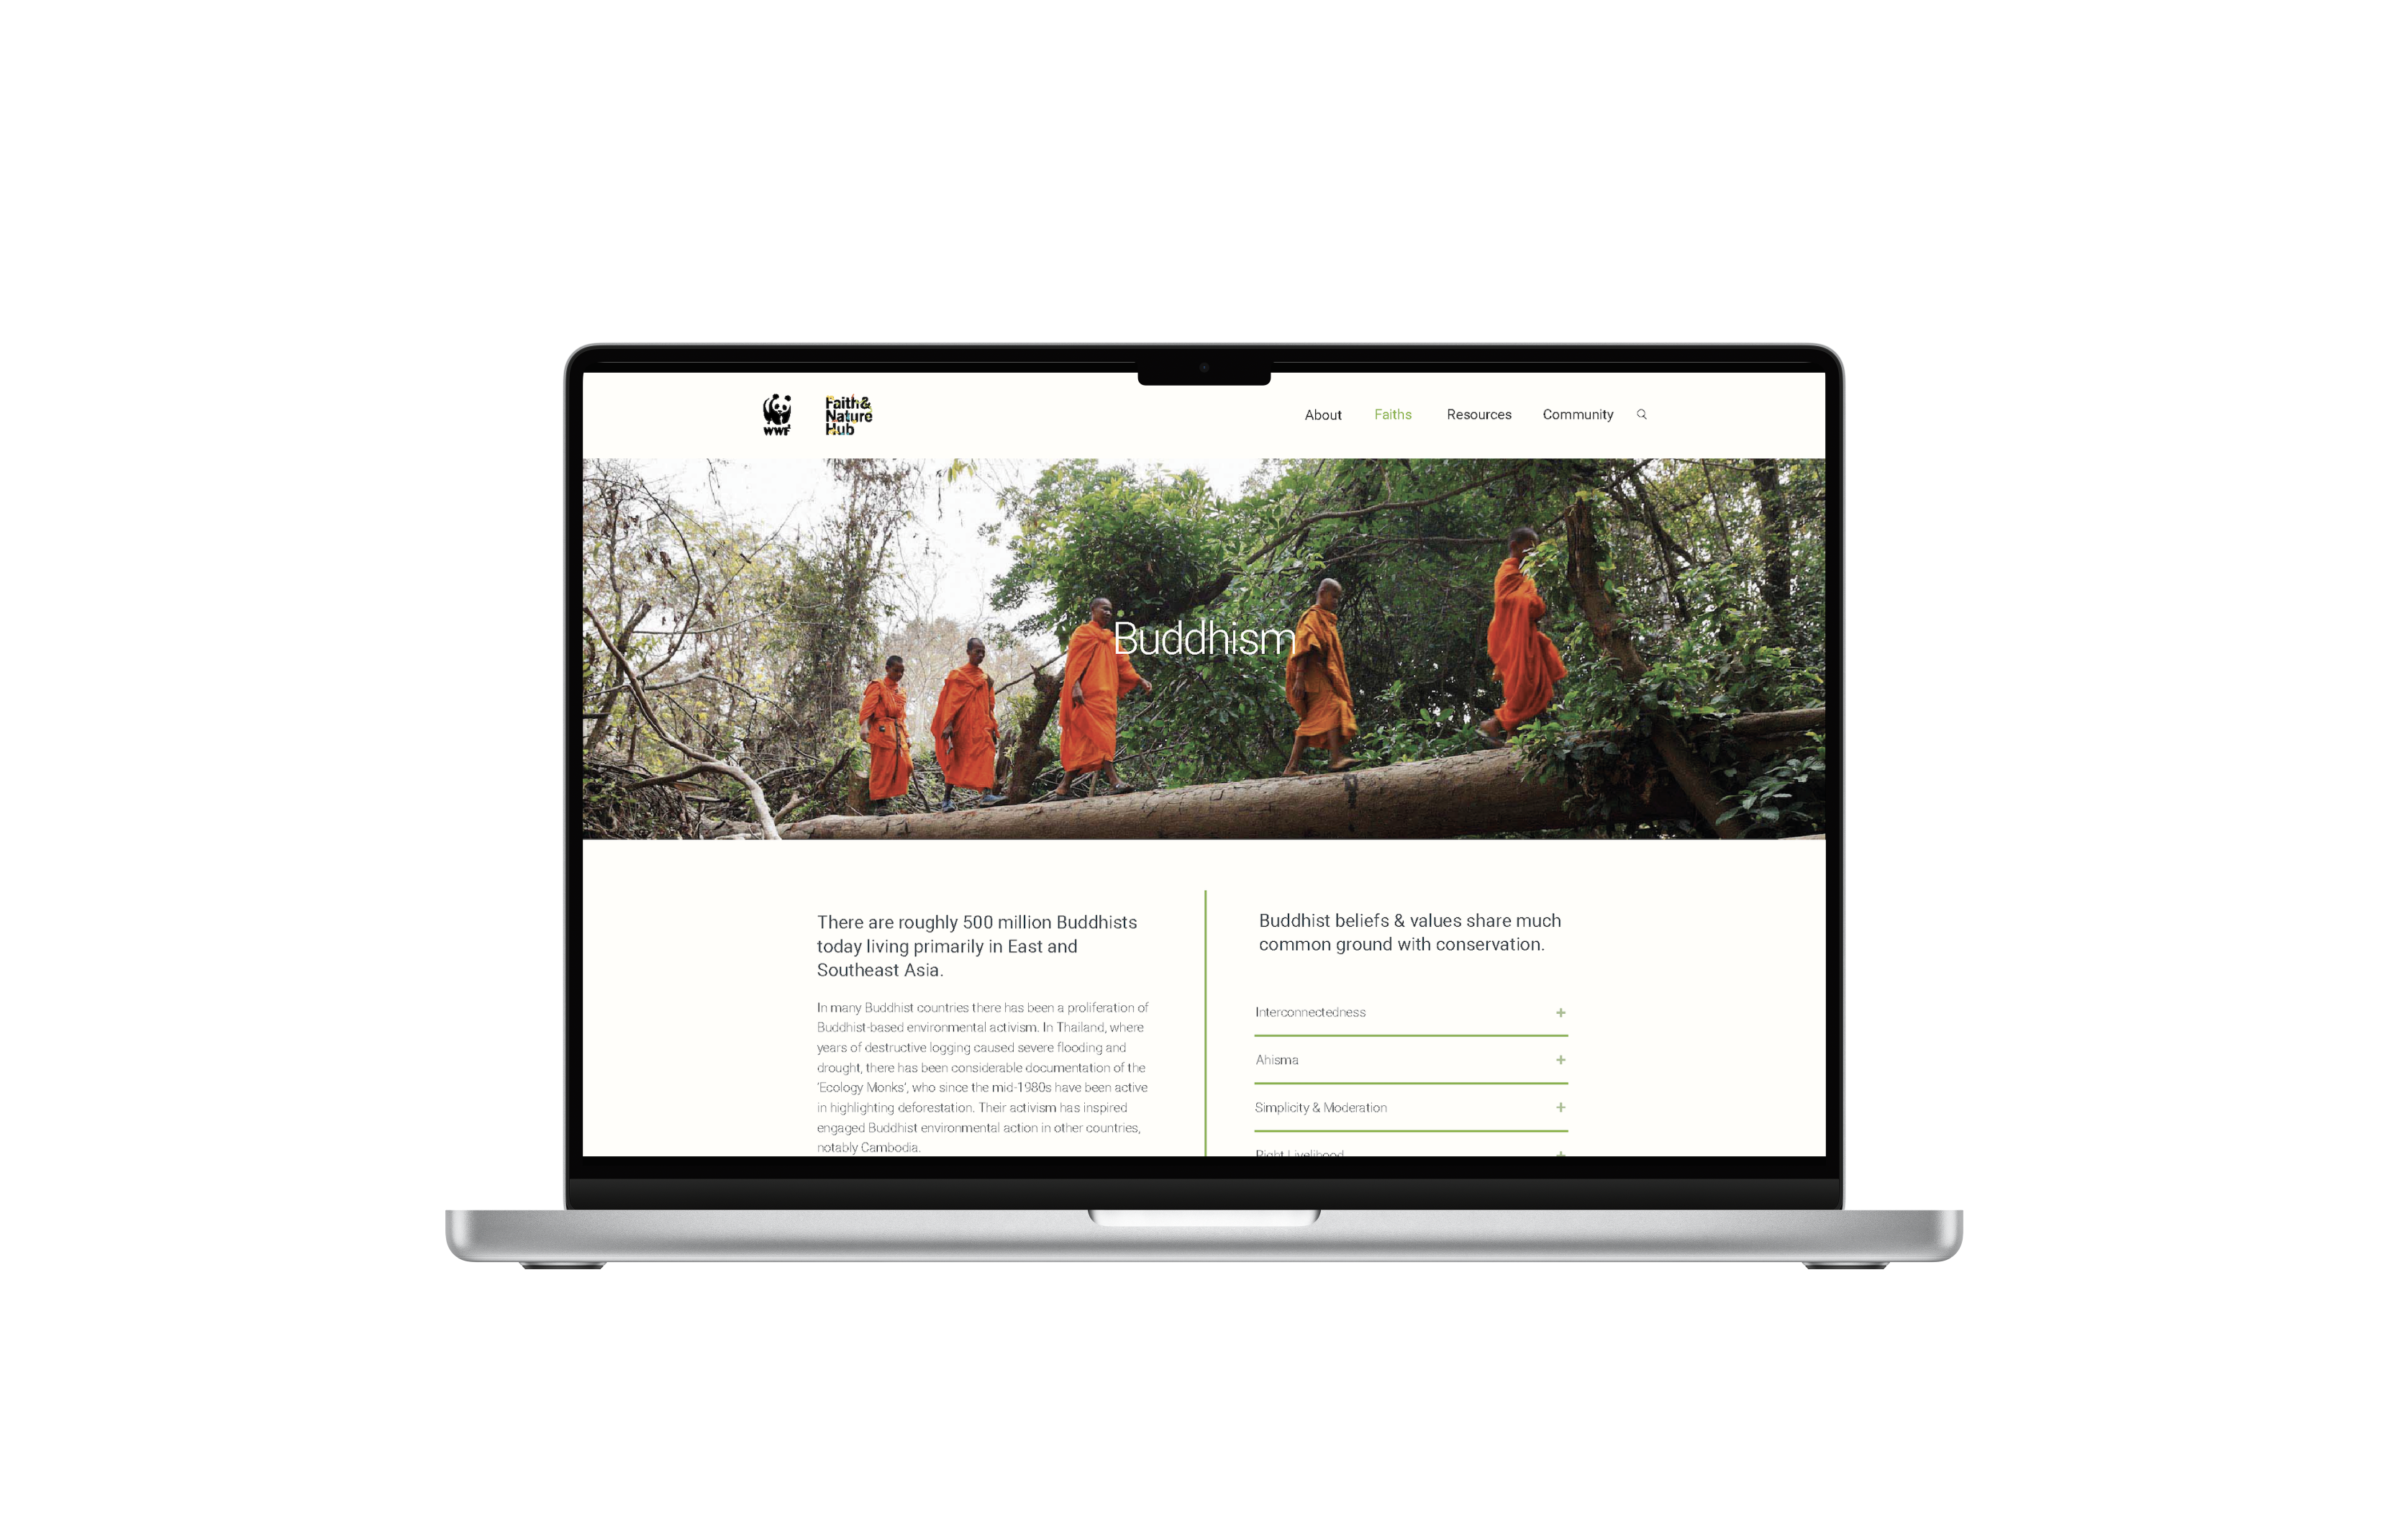 WWF
Faith&
Nature
Hub
About Faiths Resources Community
Buddhism
There are roughly 500 million Buddhists
today living primarily in East and
Southeast Asia.
In many Buddhist countries there has been a proliferation of
Buddhist-based environmental activism. In Thailand, where
years of destructive logging caused severe flooding and
drought, there has been considerable documentation of the
‘Ecology Monks’, who since the mid-1980s have been active
in highlighting deforestation. Their activism has inspired
engaged Buddhist environmental action in other countries,
notably Cambodia.
Buddhist beliefs & values share much
common ground with conservation.
Interconnectedness +
Ahisma +
Simplicity & Moderation +
Right Livelihood +